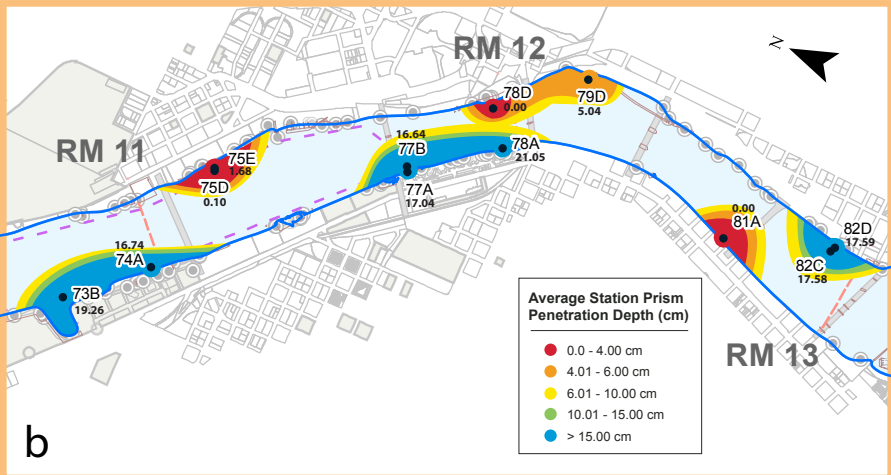 RM 12
N
78D
0.00
79D
5.04
RM 11
75E
1.68
75D
0.10
16.64
77B
78A
21.05
77A
17.04
16.74
74A
73B
19.26
0.00
81A
82D
17.59
82C
17.58
RM 13
Average Station Prism
Penetration Depth (cm)
0.0 - 4.00 cm
4.01 - 6.00 cm
6.01 - 10.00 cm
10.01 - 15.00 cm
> 15.00 cm
b